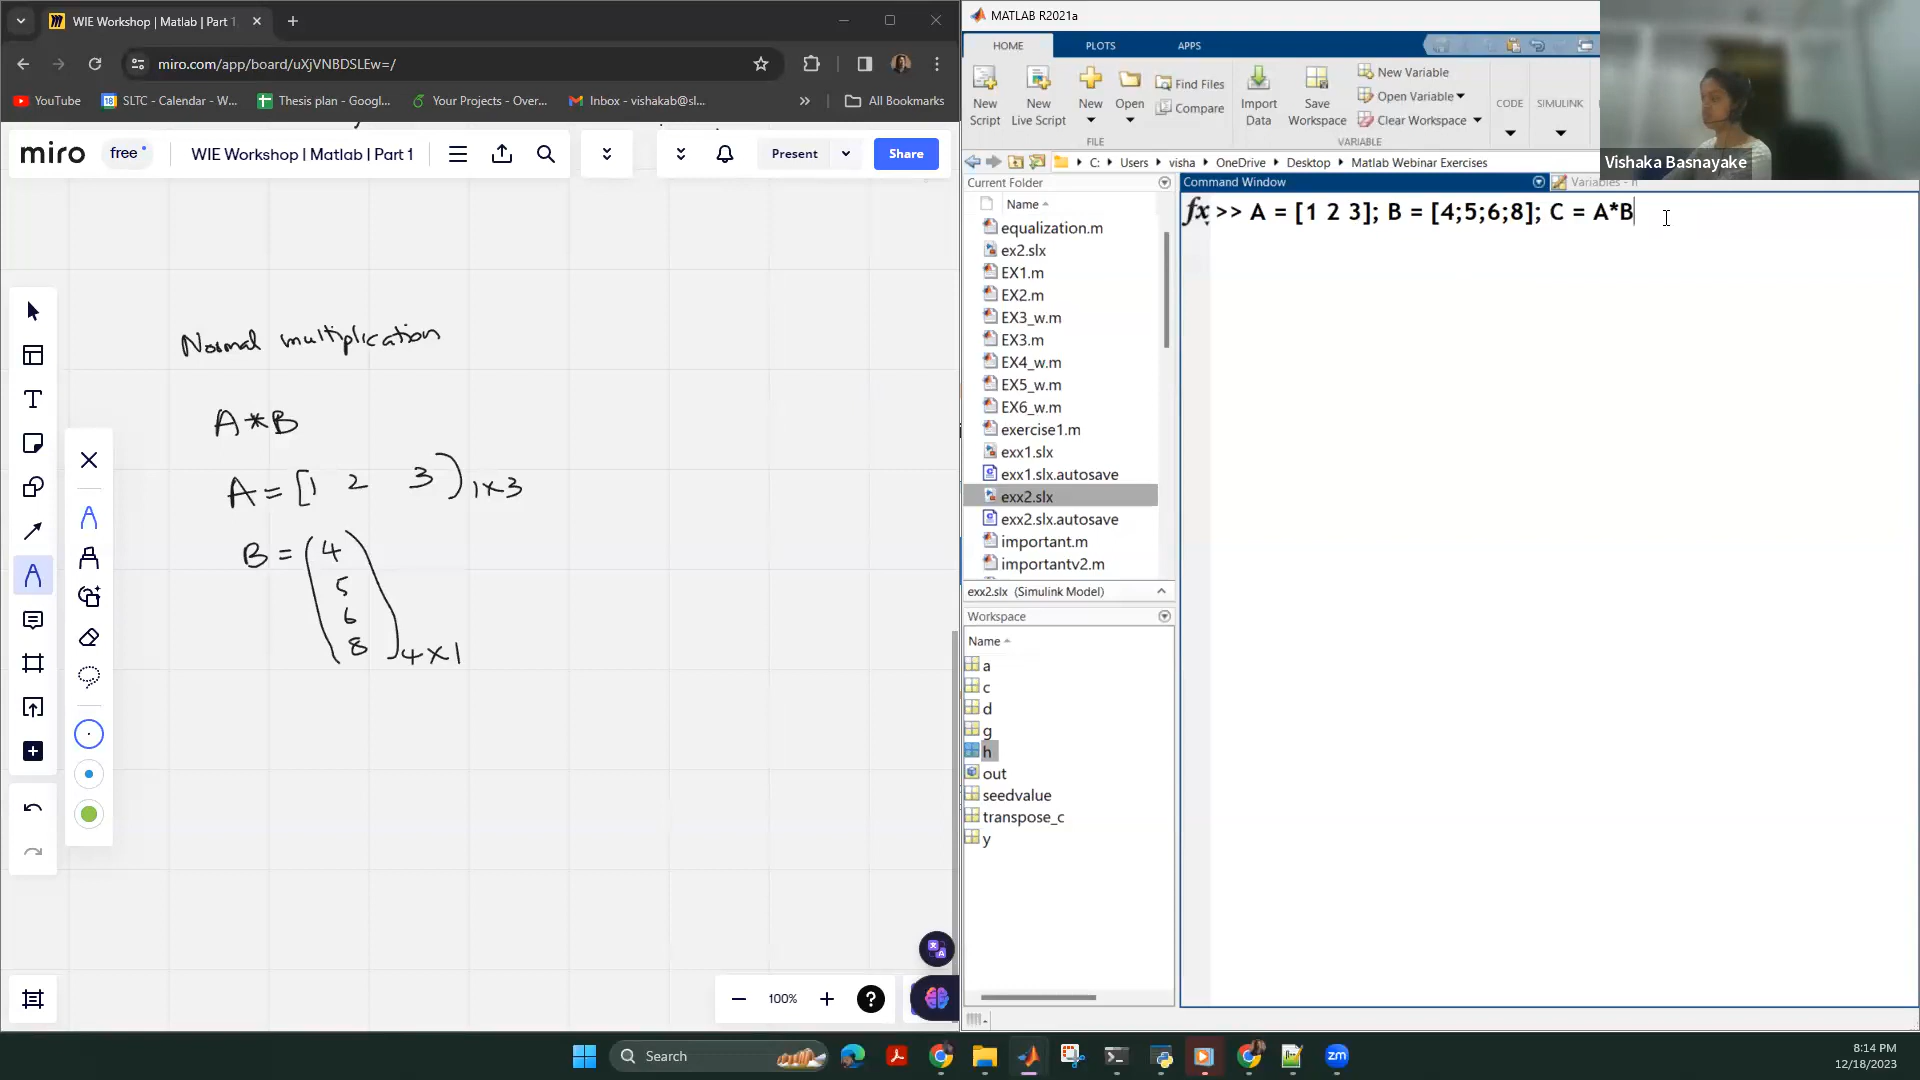 WIE Workshop | Matlab | Part 1
miro.com/app/board/uXjVNBDSLEw=/
YouTube
SLTC - Calendar - W...
Thesis plan - Googl...
Your Projects - Over...
Inbox - vishakab@sl...
All Bookmarks
miro
free
WIE Workshop | Matlab | Part 1
Present
Share
Normal multiplication
A*B
A = [1 2 3)1x3
B = (4
5
6
8)4x1
100%
?
MATLAB R2021a
HOME
PLOTS
APPS
New Script
New Live Script
New
Open
Find Files
Compare
Import Data
Save Workspace
New Variable
Open Variable
Clear Workspace
CODE
SIMULINK
FILE
VARIABLE
C:
Users
visha
OneDrive
Desktop
Matlab Webinar Exercises
Vishaka Basnayake
Current Folder
Name
equalization.m
ex2.slx
EX1.m
EX2.m
EX3_w.m
EX3.m
EX4_w.m
EX5_w.m
EX6_w.m
exercise1.m
exx1.slx
exx1.slx.autosave
exx2.slx
exx2.slx.autosave
important.m
importantv2.m
exx2.slx (Simulink Model)
Workspace
Name
a
c
d
g
h
out
seedvalue
transpose_c
y
Command Window
fx >> A = [1 2 3]; B = [4;5;6;8]; C = A*B
Search
zm
8:14 PM
12/18/2023